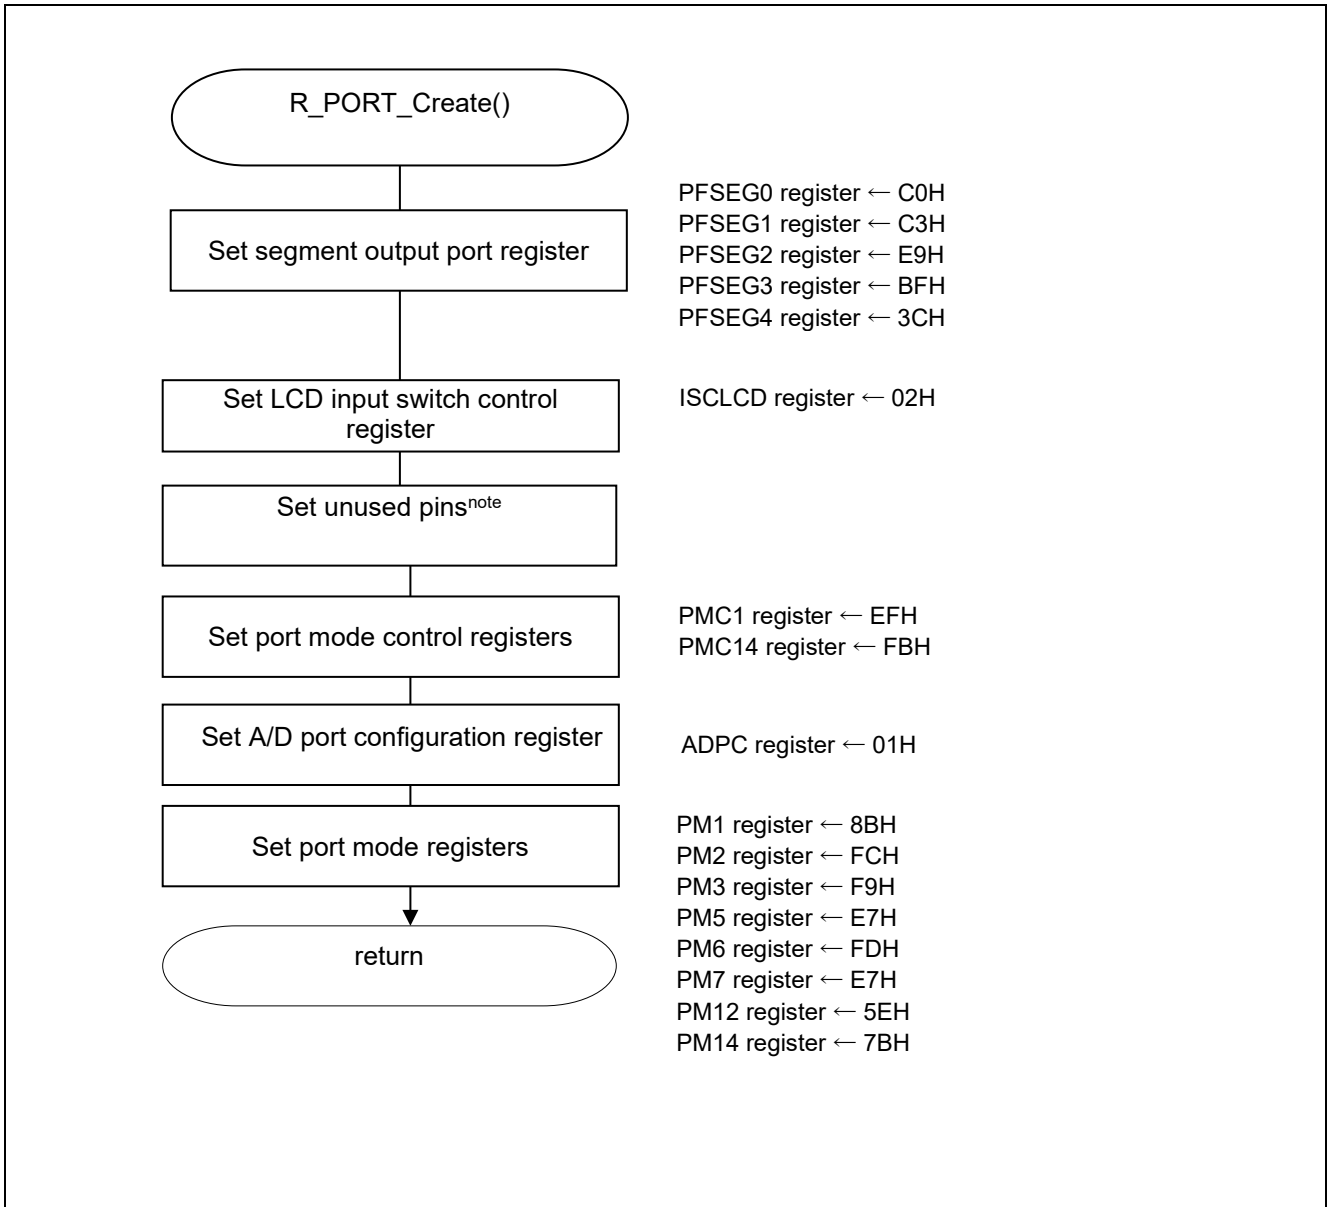 R_PORT_Create()
PFSEG0 register ← C0H
PFSEG1 register ← C3H
Set segment output port register
PFSEG2 register ← E9H
PFSEG3 register ← BFH
PFSEG4 register ← 3CH
Set LCD input switch control
register
ISCLCD register ← 02H
Set unused pinsnote
Set port mode control registers
PMC1 register ← EFH
PMC14 register ← FBH
Set A/D port configuration register
ADPC register ← 01H
Set port mode registers
PM1 register ← 8BH
PM2 register ← FCH
PM3 register ← F9H
PM5 register ← E7H
PM6 register ← FDH
PM7 register ← E7H
PM12 register ← 5EH
PM14 register ← 7BH
return